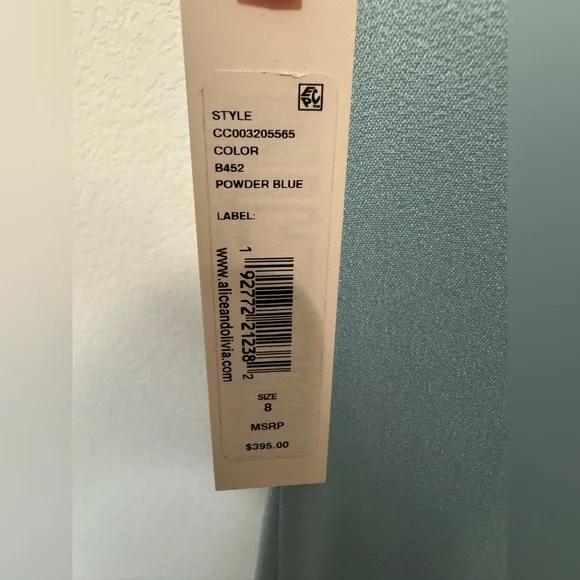 EPC
STYLE
CC003205565
COLOR
B452
POWDER BLUE
LABEL:
1 92772 21238 2
www.aliceandolivia.com
SIZE
8
MSRP
$395.00